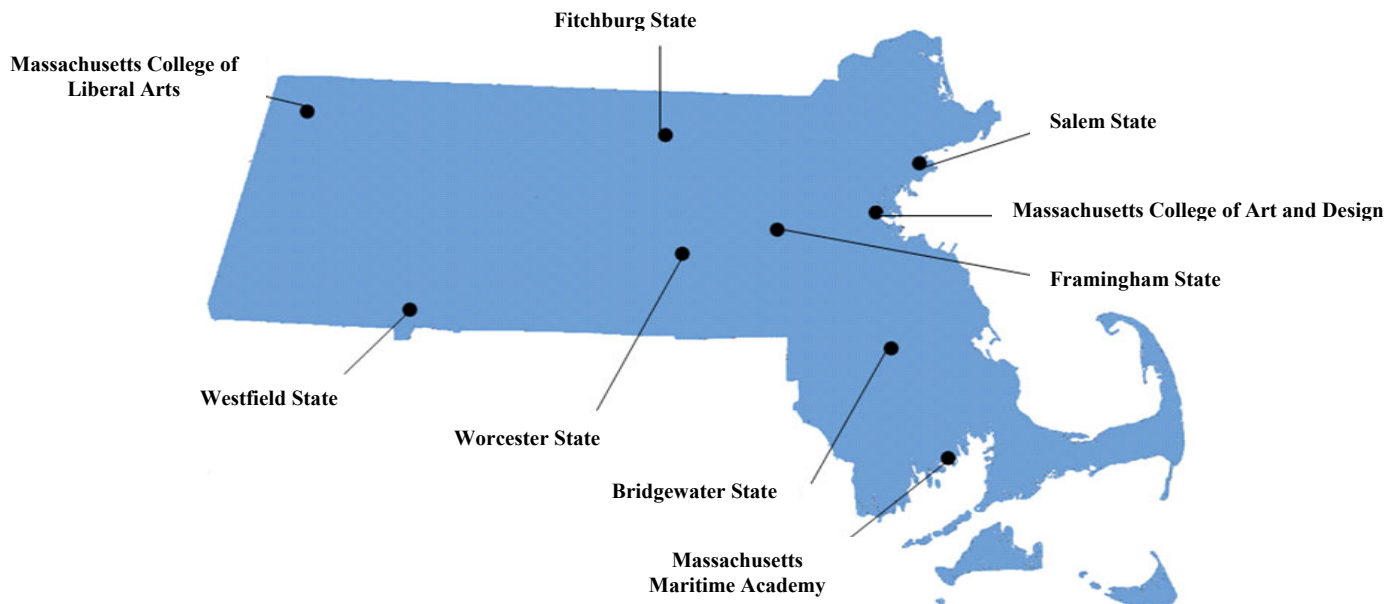 Fitchburg State
Massachusetts College of
Liberal Arts
Salem State
Massachusetts College of Art and Design
Framingham State
Westfield State
Worcester State
Bridgewater State
Massachusetts
Maritime Academy